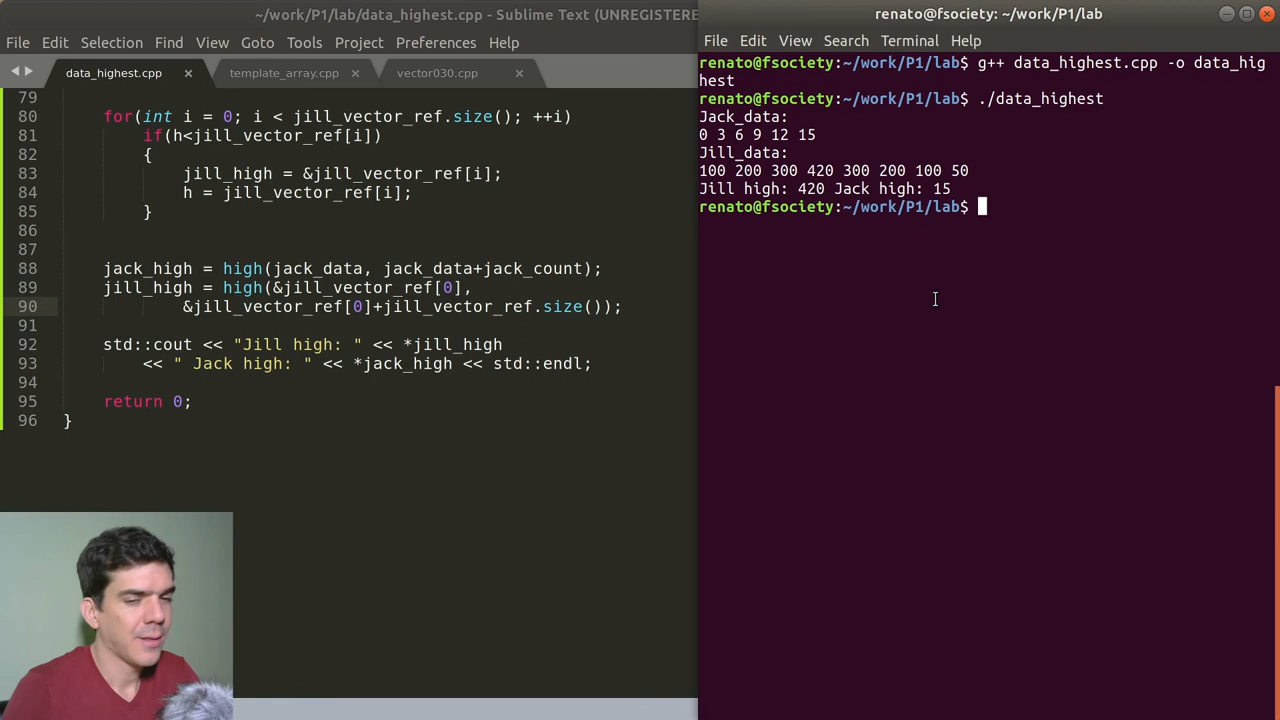 ~/work/P1/lab/data_highest.cpp - Sublime Text (UNREGISTERE
File Edit Selection Find View Goto Tools Project Preferences Help
data_highest.cpp × template_array.cpp × vector030.cpp ×
79
80 for(int i = 0; i < jill_vector_ref.size(); ++i)
81 if(h<jill_vector_ref[i])
82 {
83 jill_high = &jill_vector_ref[i];
84 h = jill_vector_ref[i];
85 }
86
87
88 jack_high = high(jack_data, jack_data+jack_count);
89 jill_high = high(&jill_vector_ref[0],
90 &jill_vector_ref[0]+jill_vector_ref.size());
91
92 std::cout << "Jill high: " << *jill_high
93 << " Jack high: " << *jack_high << std::endl;
94
95 return 0;
96 }
renato@fsociety: ~/work/P1/lab
File Edit View Search Terminal Help
renato@fsociety:~/work/P1/lab$ g++ data_highest.cpp -o data_hig
hest
renato@fsociety:~/work/P1/lab$ ./data_highest
Jack_data:
0 3 6 9 12 15
Jill_data:
100 200 300 420 300 200 100 50
Jill high: 420 Jack high: 15
renato@fsociety:~/work/P1/lab$